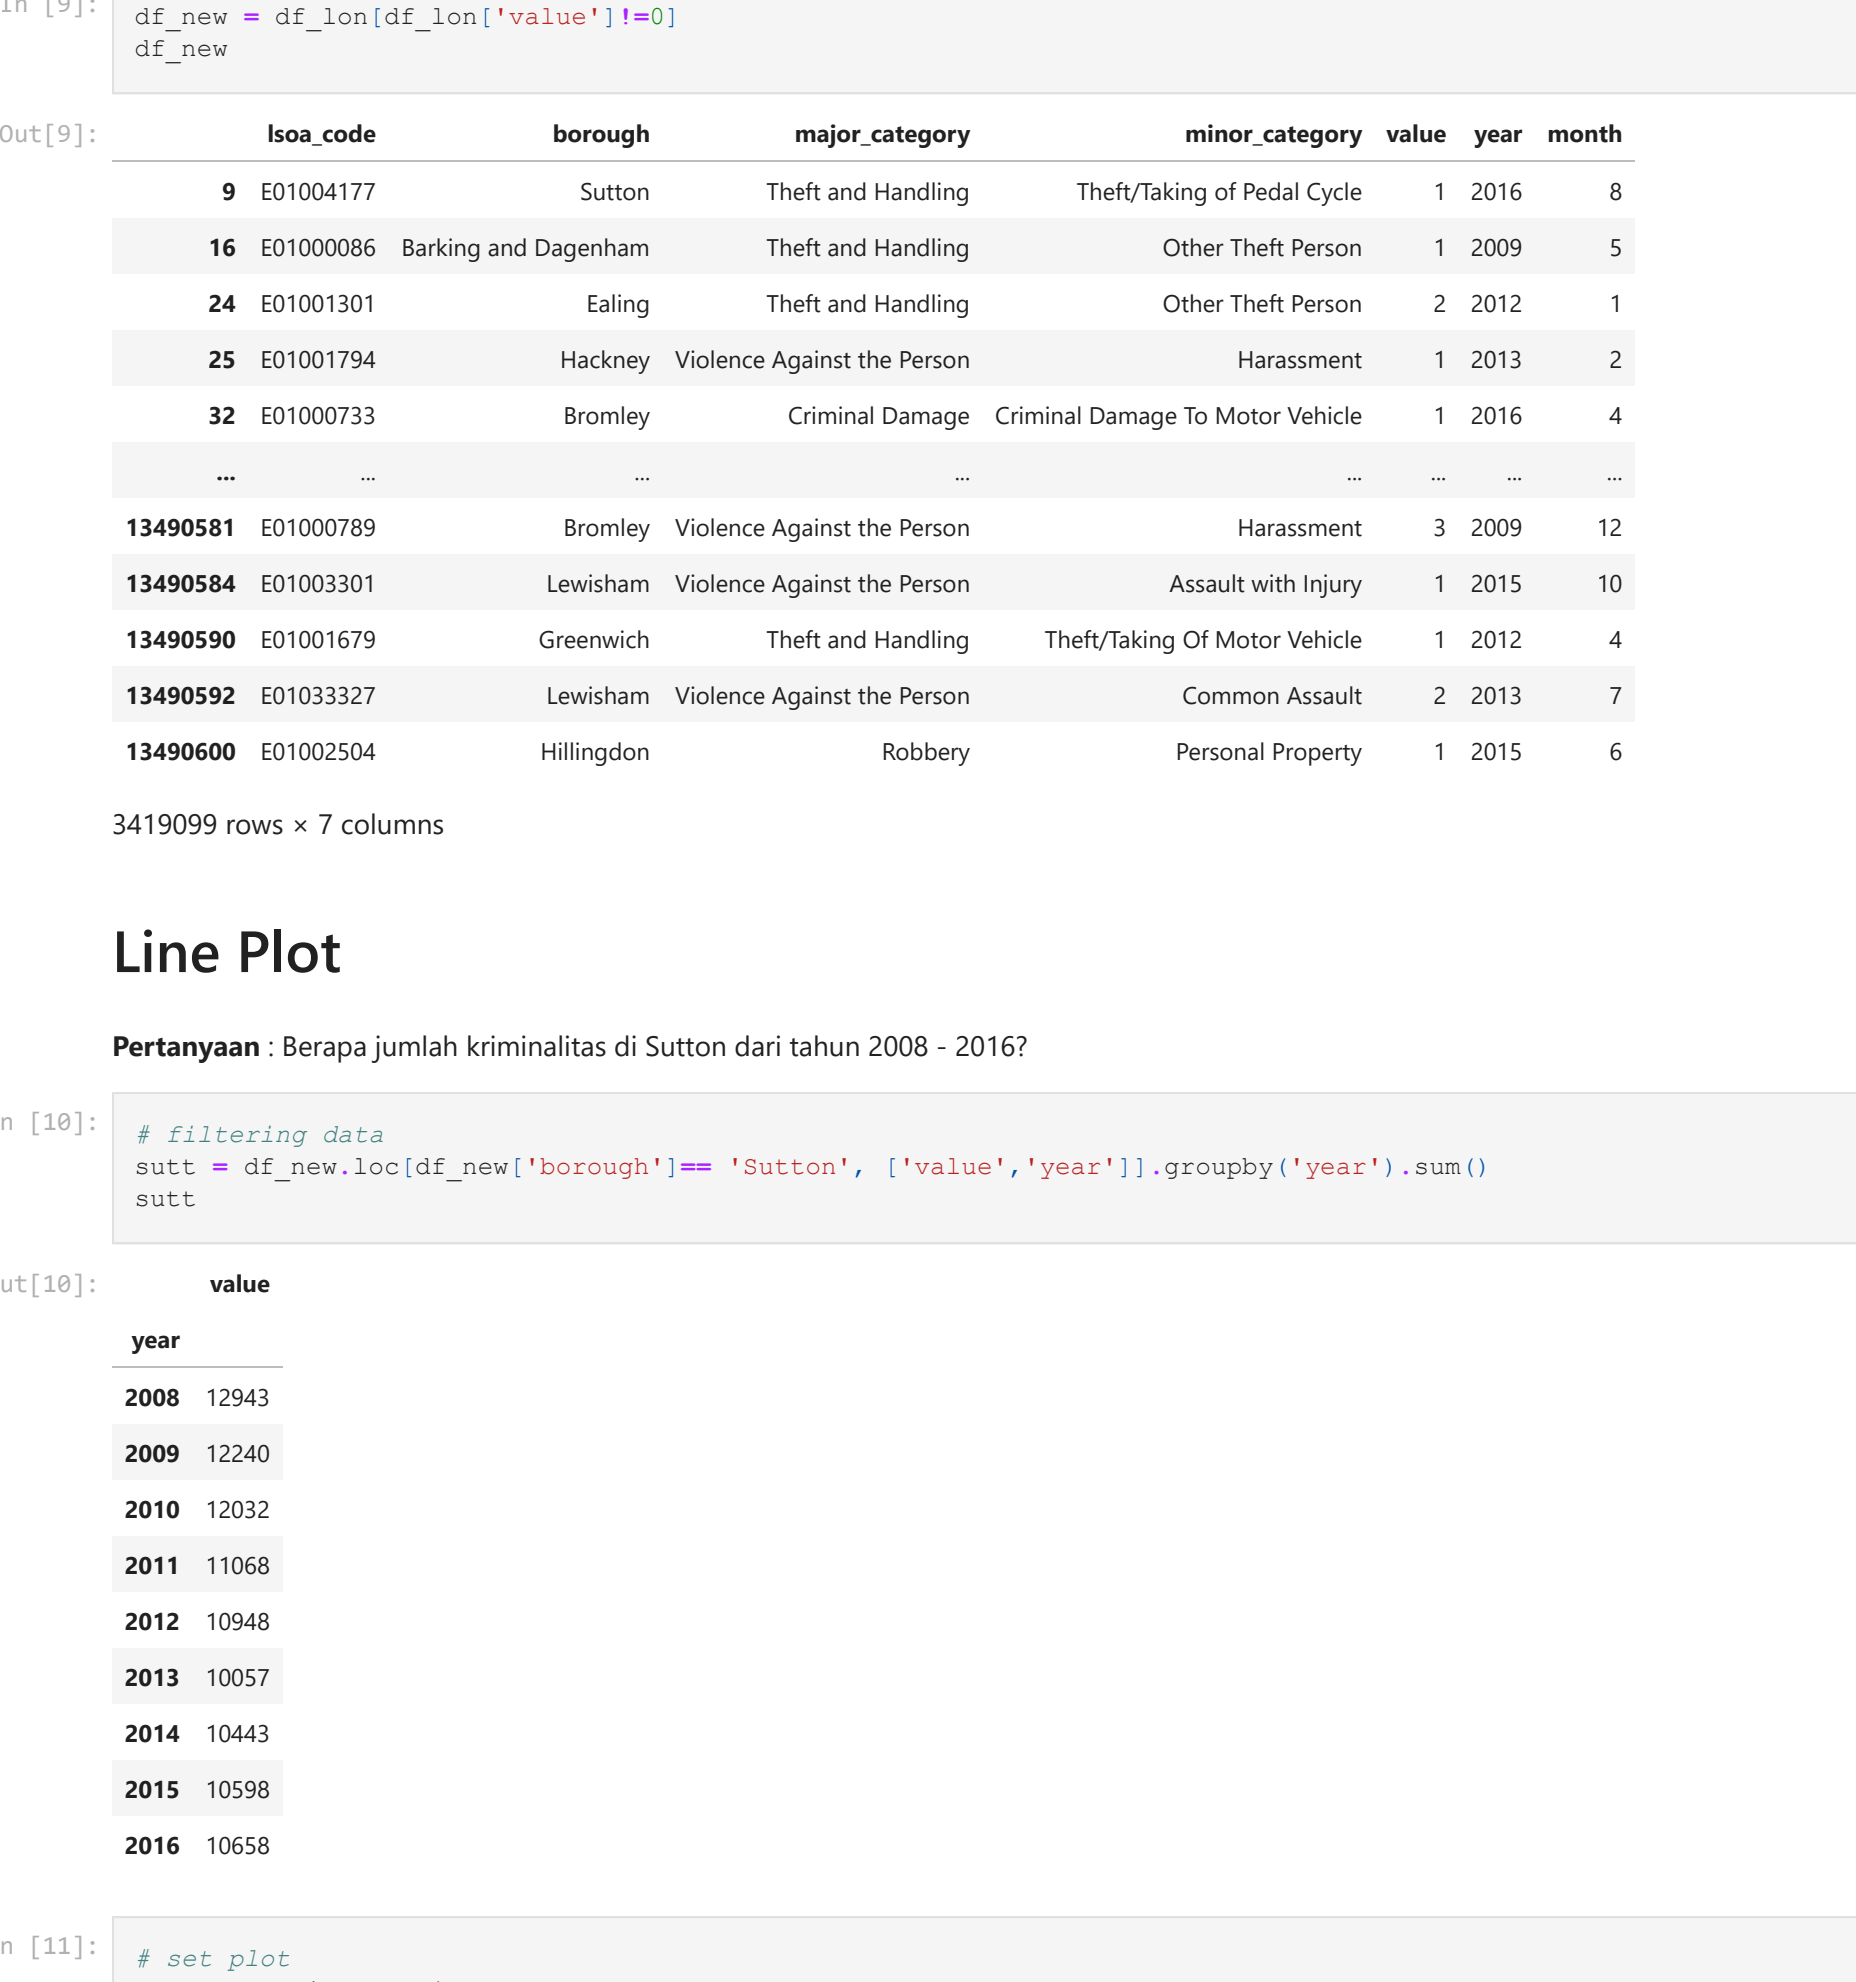 In [9]:
df_new = df_lon[df_lon['value']!=0]
df_new
Out[9]:
lsoa_code borough major_category minor_category value year month
9 E01004177 Sutton Theft and Handling Theft/Taking of Pedal Cycle 1 2016 8
16 E01000086 Barking and Dagenham Theft and Handling Other Theft Person 1 2009 5
24 E01001301 Ealing Theft and Handling Other Theft Person 2 2012 1
25 E01001794 Hackney Violence Against the Person Harassment 1 2013 2
32 E01000733 Bromley Criminal Damage Criminal Damage To Motor Vehicle 1 2016 4
... ... ... ... ... ... ... ...
13490581 E01000789 Bromley Violence Against the Person Harassment 3 2009 12
13490584 E01003301 Lewisham Violence Against the Person Assault with Injury 1 2015 10
13490590 E01001679 Greenwich Theft and Handling Theft/Taking Of Motor Vehicle 1 2012 4
13490592 E01033327 Lewisham Violence Against the Person Common Assault 2 2013 7
13490600 E01002504 Hillingdon Robbery Personal Property 1 2015 6
3419099 rows × 7 columns
Line Plot
Pertanyaan : Berapa jumlah kriminalitas di Sutton dari tahun 2008 - 2016?
n [10]:
# filtering data
sutt = df_new.loc[df_new['borough']== 'Sutton', ['value','year']].groupby('year').sum()
sutt
ut[10]:
value
year
2008 12943
2009 12240
2010 12032
2011 11068
2012 10948
2013 10057
2014 10443
2015 10598
2016 10658
n [11]:
# set plot